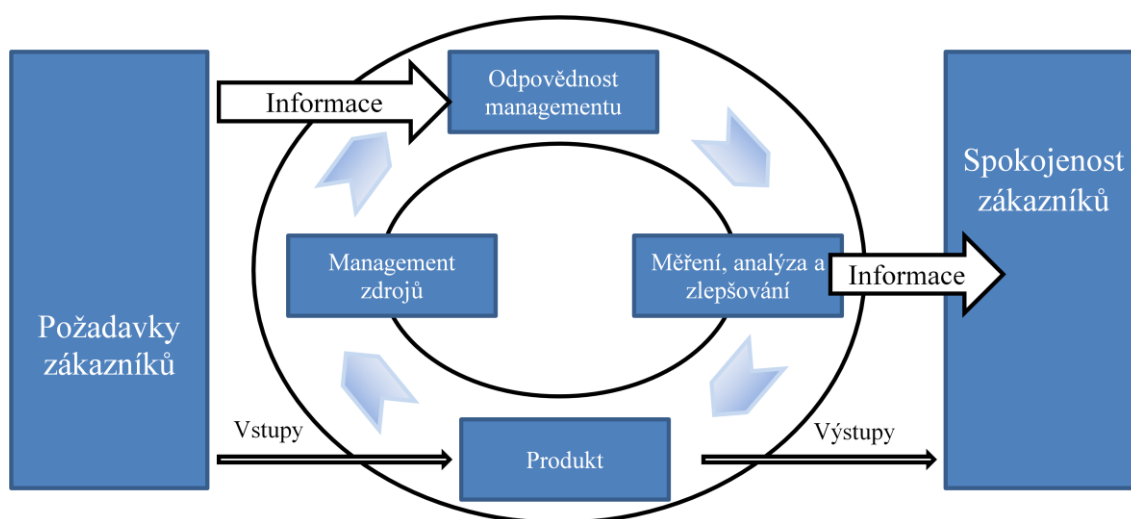 Odpovědnost
managementu
Informace
Spokojenost
zákazníků
Management
zdrojů
Měření, analýza a
zlepšování
Informace
Požadavky
zákazníků
Vstupy
Produkt
Výstupy